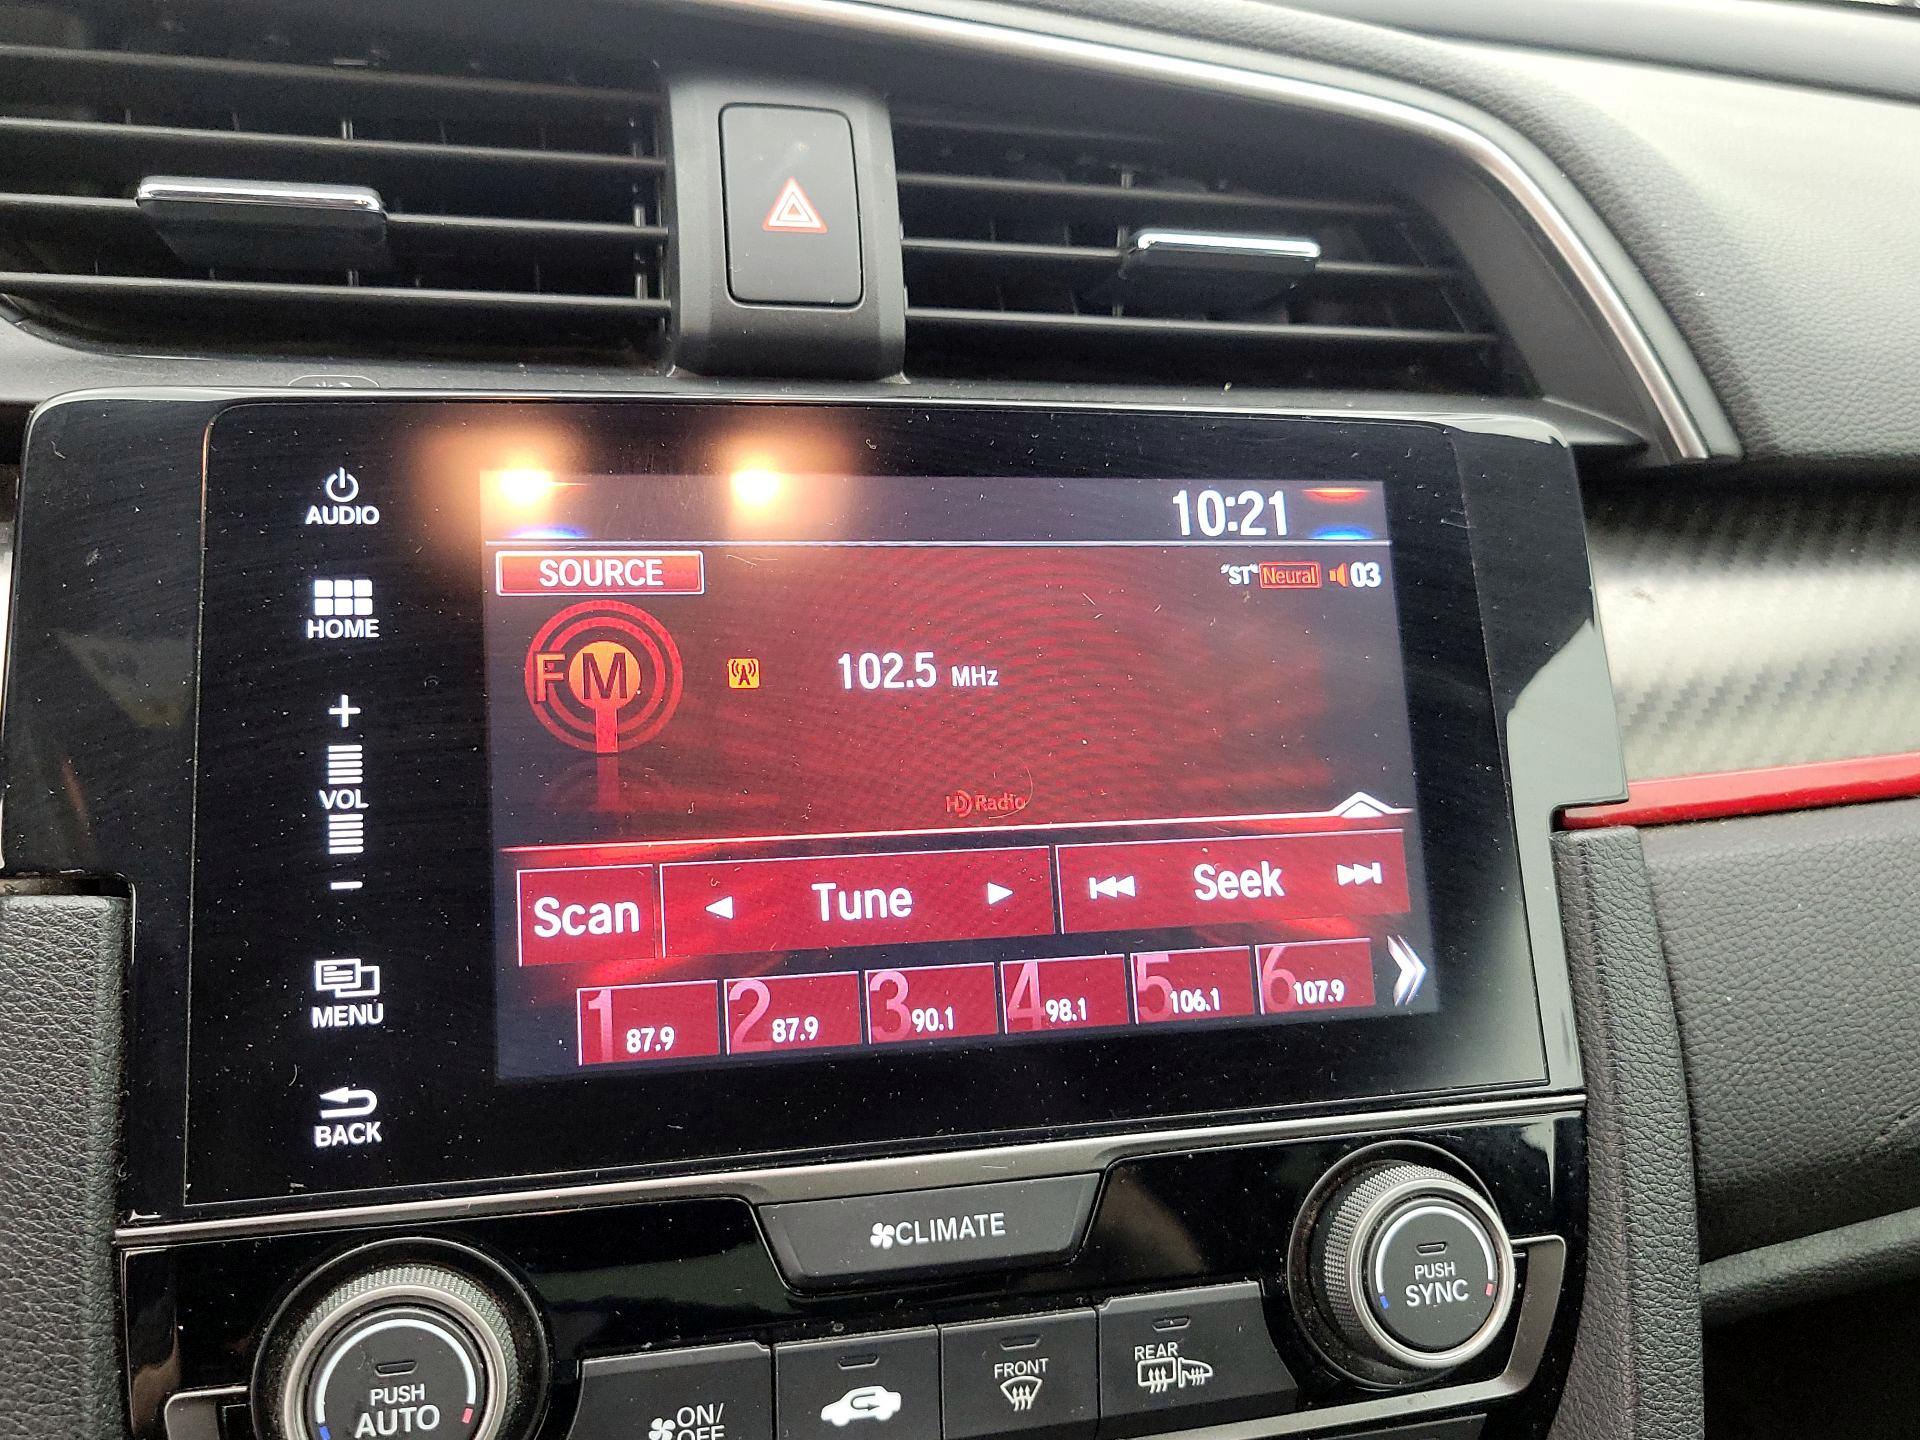 AUDIO
10:21
SOURCE
"ST" Neural 03
HOME
FM
102.5 MHz
+
VOL
HD Radio
−
Scan
Tune
Seek
MENU
1 87.9
2 87.9
3 90.1
4 98.1
5 106.1
6 107.9
BACK
CLIMATE
PUSH
SYNC
PUSH
AUTO
ON/
OFF
FRONT
REAR